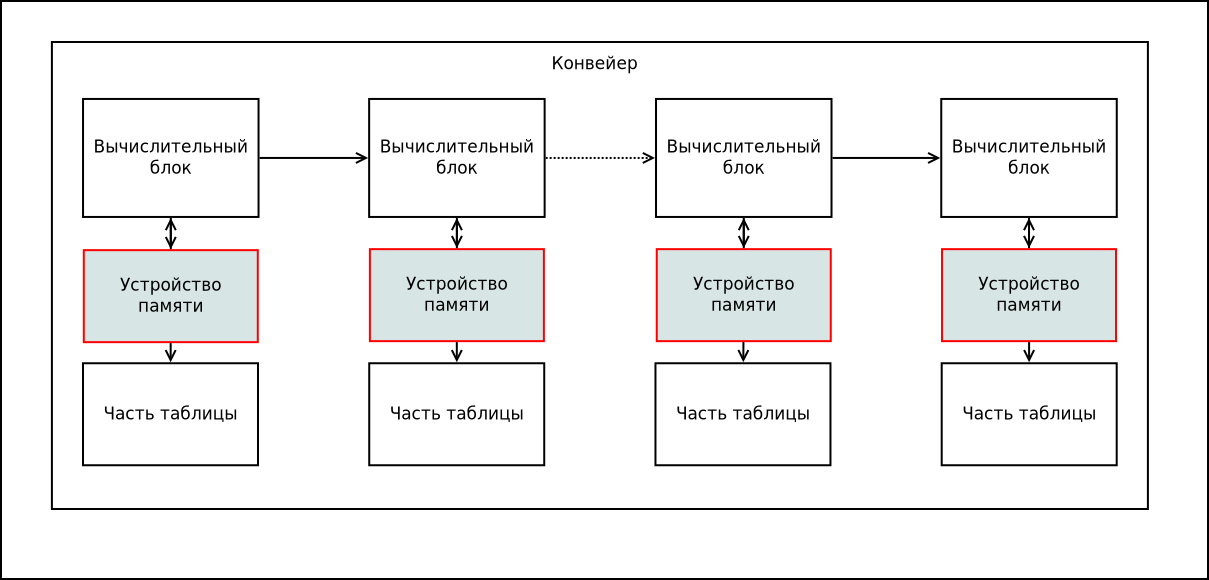 Конвейер
Вычислительный
блок
Вычислительный
блок
Вычислительный
блок
Вычислительный
блок
Устройство
памяти
Устройство
памяти
Устройство
памяти
Устройство
памяти
Часть таблицы
Часть таблицы
Часть таблицы
Часть таблицы